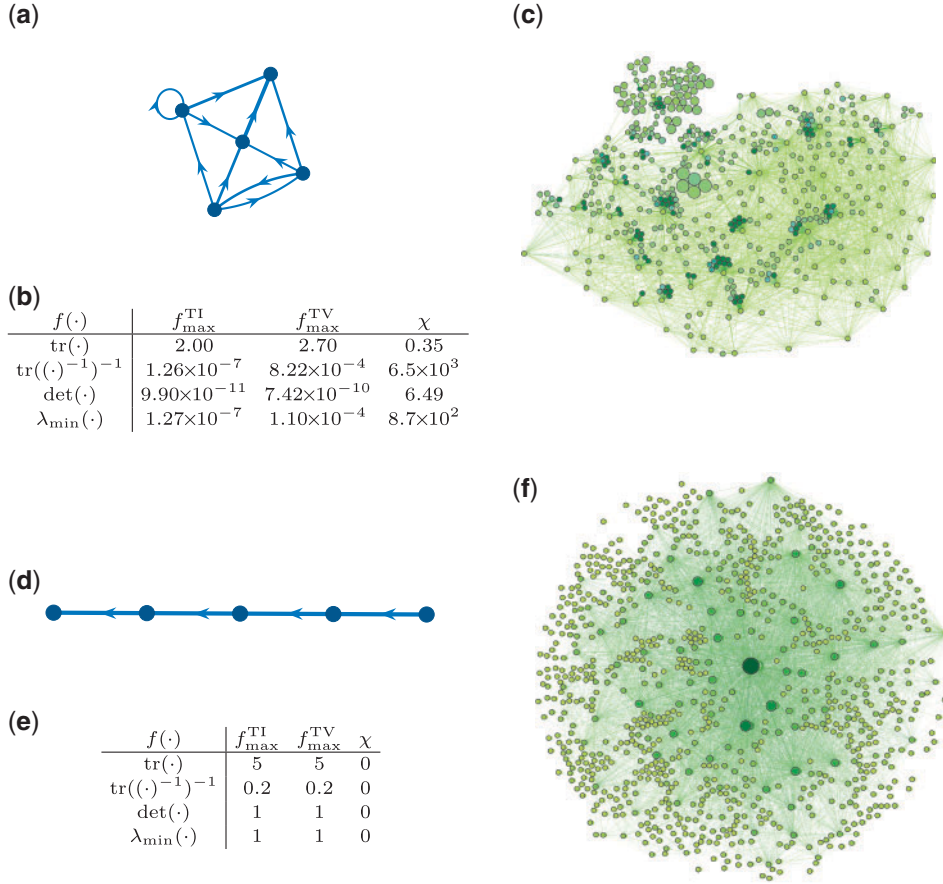 (a)
(b)
f(·) f_max^TI f_max^TV χ
tr(·) 2.00 2.70 0.35
tr((·)^−1)^−1 1.26×10^−7 8.22×10^−4 6.5×10^3
det(·) 9.90×10^−11 7.42×10^−10 6.49
λ_min(·) 1.27×10^−7 1.10×10^−4 8.7×10^2
(d)
(e)
f(·) f_max^TI f_max^TV χ
tr(·) 5 5 0
tr((·)^−1)^−1 0.2 0.2 0
det(·) 1 1 0
λ_min(·) 1 1 0
(c)
(f)